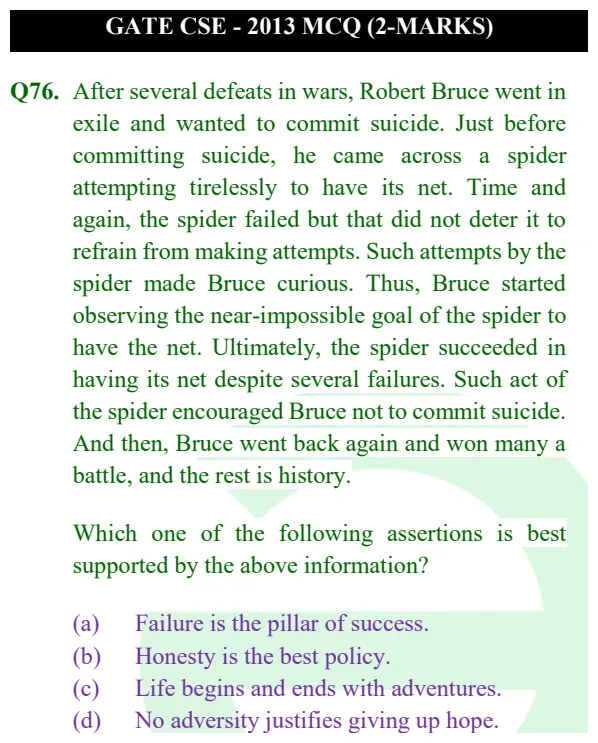 GATE CSE - 2013 MCQ (2-MARKS)
Q76. After several defeats in wars, Robert Bruce went in
exile and wanted to commit suicide. Just before
committing suicide, he came across a spider
attempting tirelessly to have its net. Time and
again, the spider failed but that did not deter it to
refrain from making attempts. Such attempts by the
spider made Bruce curious. Thus, Bruce started
observing the near-impossible goal of the spider to
have the net. Ultimately, the spider succeeded in
having its net despite several failures. Such act of
the spider encouraged Bruce not to commit suicide.
And then, Bruce went back again and won many a
battle, and the rest is history.
Which one of the following assertions is best
supported by the above information?
(a) Failure is the pillar of success.
(b) Honesty is the best policy.
(c) Life begins and ends with adventures.
(d) No adversity justifies giving up hope.